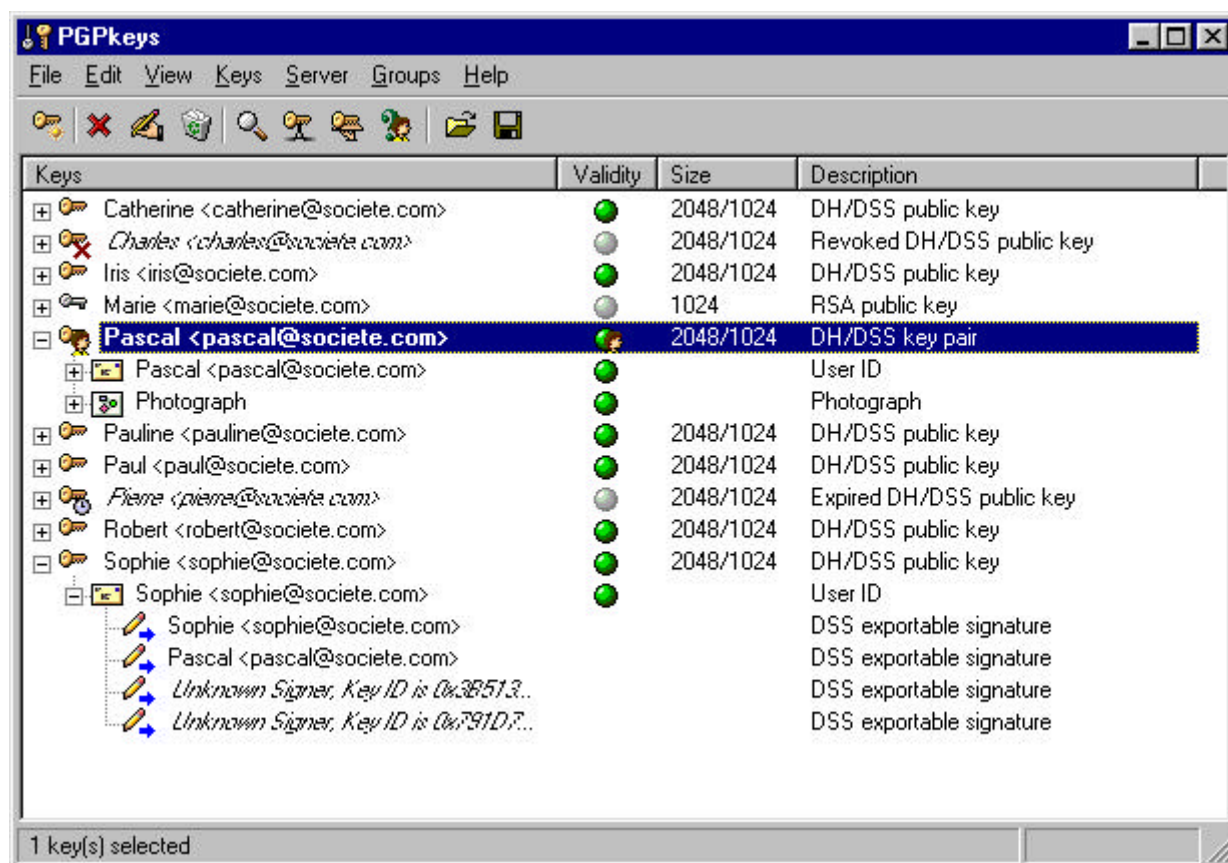 PGPkeys
File Edit View Keys Server Groups Help
Keys Validity Size Description
Catherine <catherine@societe.com> 2048/1024 DH/DSS public key
Charles <charles@societe.com> 2048/1024 Revoked DH/DSS public key
Iris <iris@societe.com> 2048/1024 DH/DSS public key
Marie <marie@societe.com> 1024 RSA public key
Pascal <pascal@societe.com> 2048/1024 DH/DSS key pair
Pascal <pascal@societe.com> User ID
Photograph Photograph
Pauline <pauline@societe.com> 2048/1024 DH/DSS public key
Paul <paul@societe.com> 2048/1024 DH/DSS public key
Pierre <pierre@societe.com> 2048/1024 Expired DH/DSS public key
Robert <robert@societe.com> 2048/1024 DH/DSS public key
Sophie <sophie@societe.com> 2048/1024 DH/DSS public key
Sophie <sophie@societe.com> User ID
Sophie <sophie@societe.com> DSS exportable signature
Pascal <pascal@societe.com> DSS exportable signature
Unknown Signer, Key ID is 0x3B513... DSS exportable signature
Unknown Signer, Key ID is 0x791D7... DSS exportable signature
1 key(s) selected